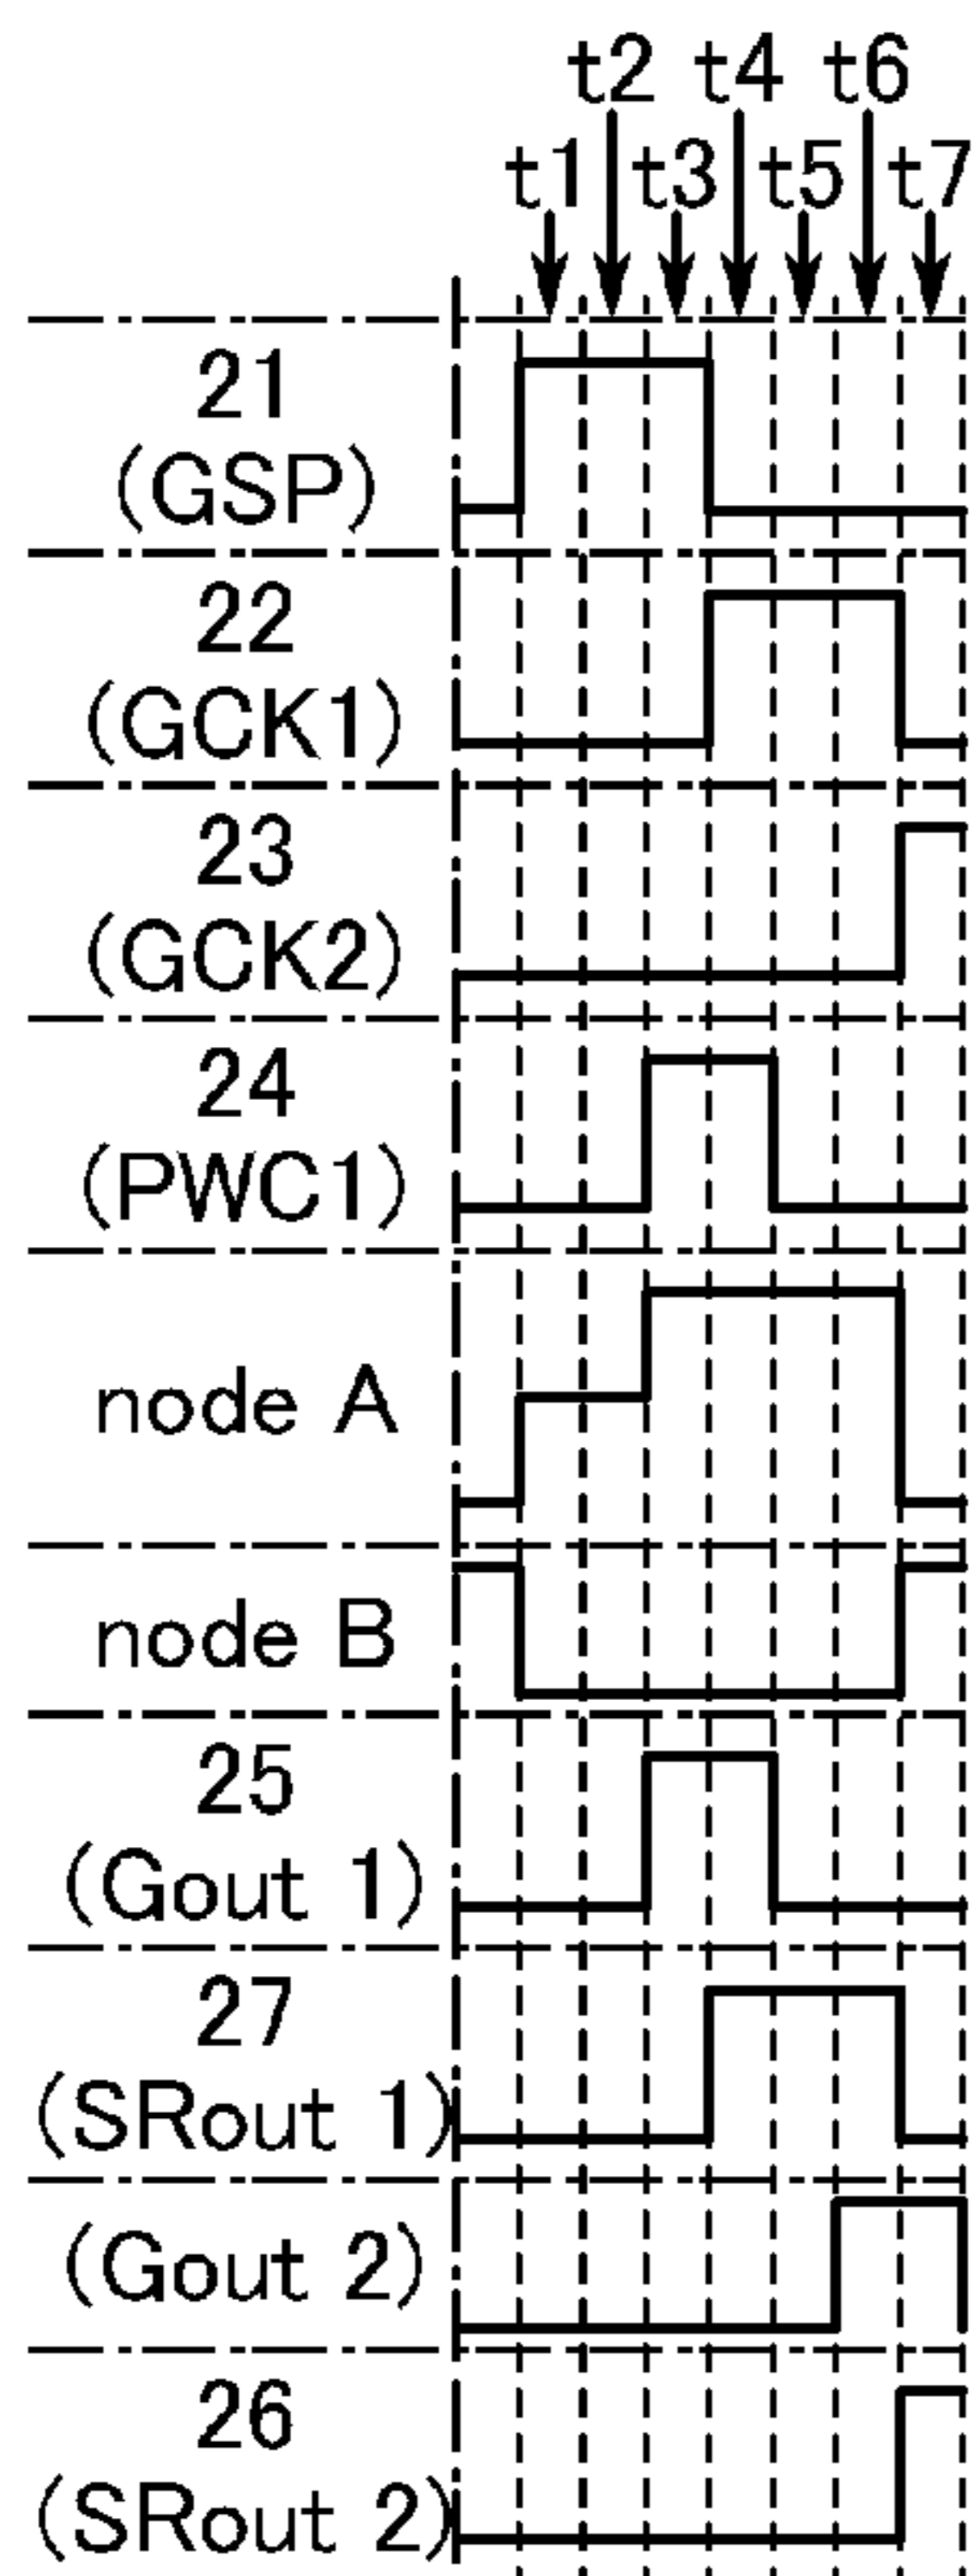 t2 t4 t6
t1 t3 t5 t7
21
(GSP)
22
(GCK1)
23
(GCK2)
24
(PWC1)
node A
node B
25
(Gout 1)
27
(SRout 1)
(Gout 2)
26
(SRout 2)